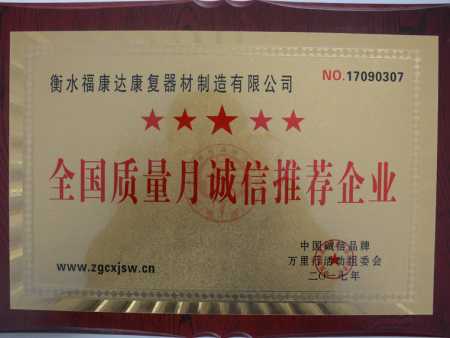 衡水福康达康复器材制造有限公司
NO.17090307
全国质量月诚信推荐企业
中国诚信品牌
万里行活动组委会
www.zgcxjsw.cn
二〇一七年